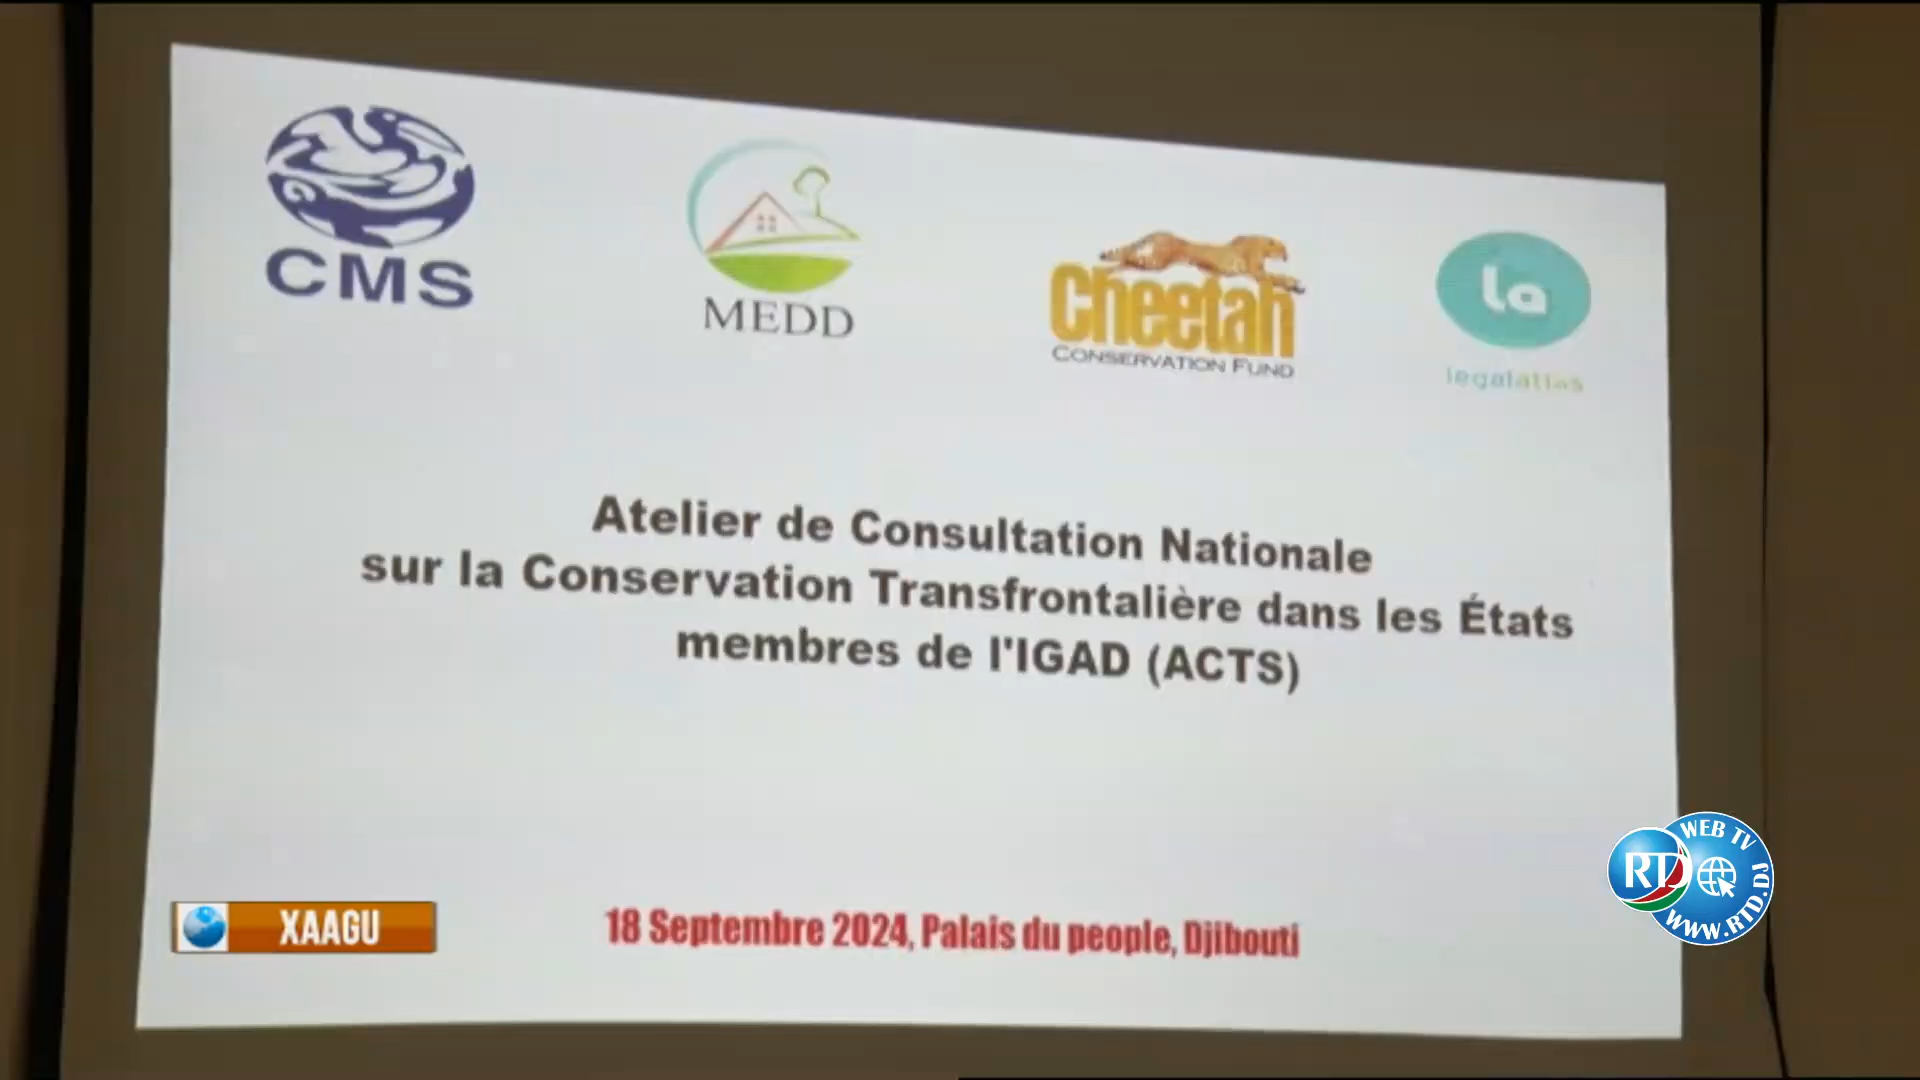 CMS
MEDD
Cheetah
CONSERVATION FUND
la
legalatlas
Atelier de Consultation Nationale
sur la Conservation Transfrontalière dans les États
membres de l'IGAD (ACTS)
18 Septembre 2024, Palais du people, Djibouti
XAAGU
WEB TV
RTD
WWW.RTD.DJ